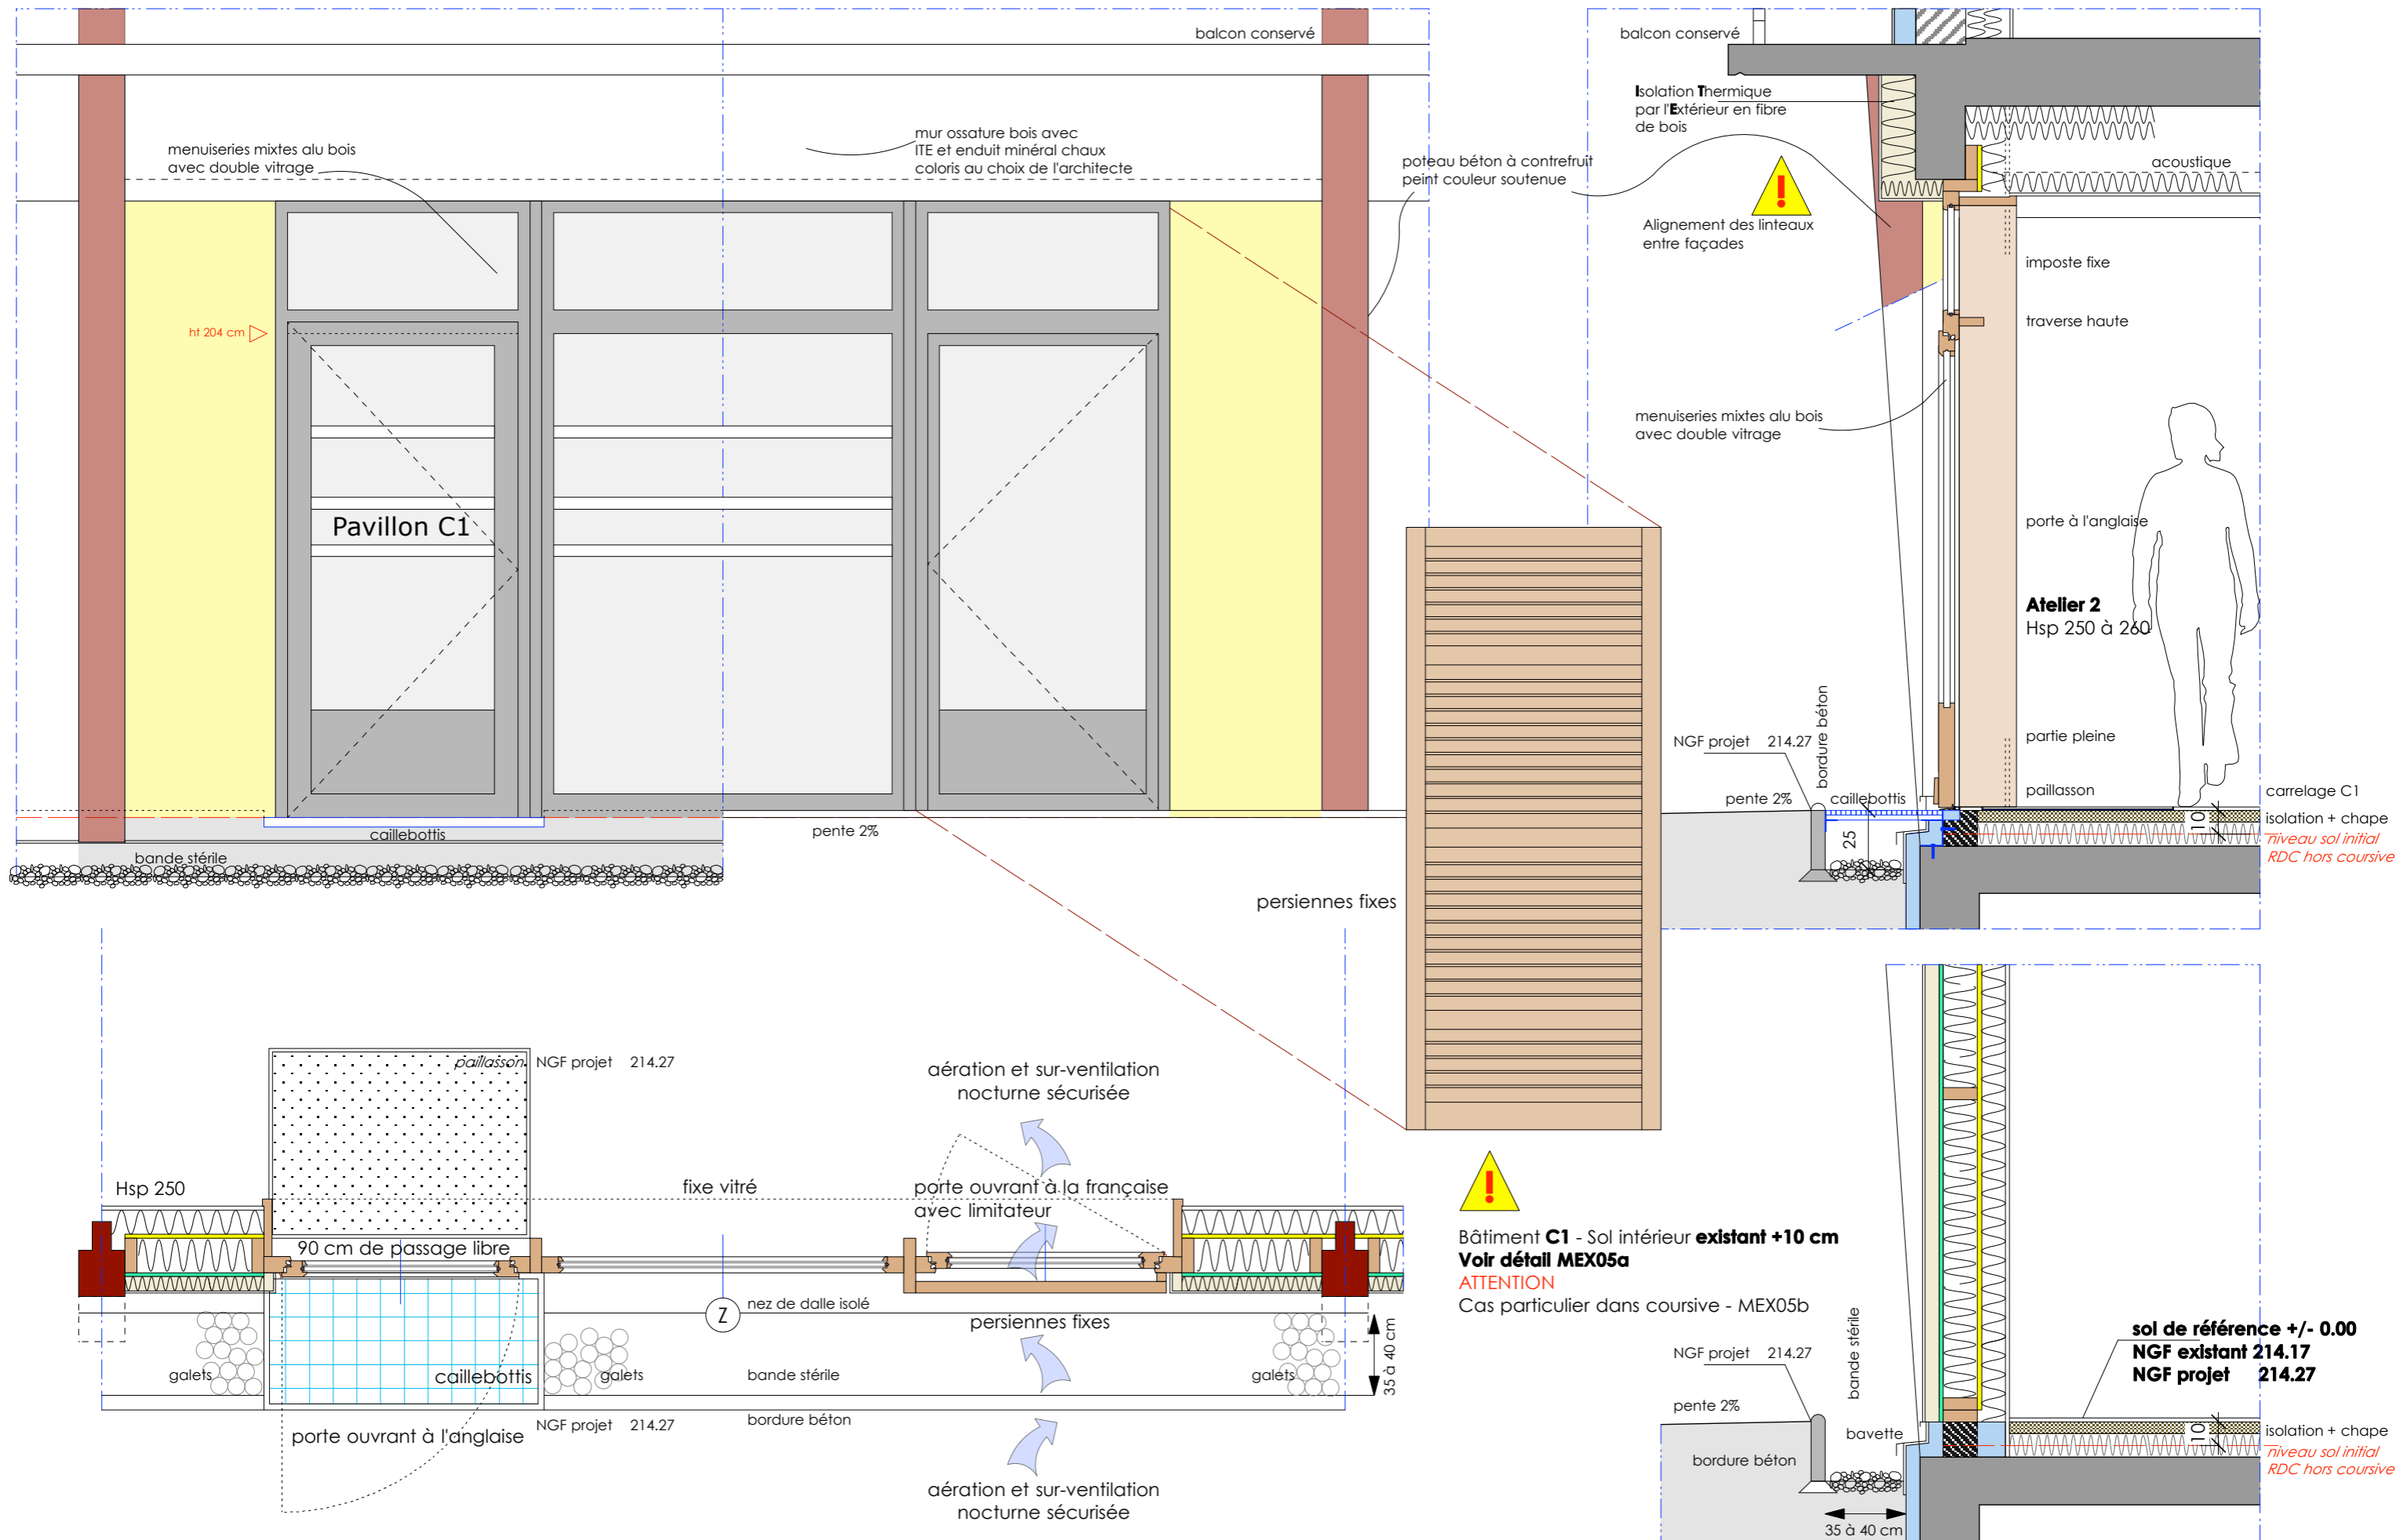 balcon conservé
menuiseries mixtes alu bois
avec double vitrage
mur ossature bois avec
ITE et enduit minéral chaux
coloris au choix de l'architecte
poteau béton à contrefruit
peint couleur soutenue
ht 204 cm
Pavillon C1
caillebottis
pente 2%
bande stérile
persiennes fixes
balcon conservé
Isolation Thermique
par l'Extérieur en fibre
de bois
!
Alignement des linteaux
entre façades
acoustique
imposte fixe
traverse haute
menuiseries mixtes alu bois
avec double vitrage
porte à l'anglaise
Atelier 2
Hsp 250 à 260
bordure béton
NGF projet 214.27
partie pleine
pente 2%
caillebottis
paillasson
carrelage C1
25
10
isolation + chape
niveau sol initial
RDC hors coursive
paillasson
NGF projet 214.27
aération et sur-ventilation
nocturne sécurisée
Hsp 250
fixe vitré
porte ouvrant à la française
avec limitateur
90 cm de passage libre
Z
nez de dalle isolé
persiennes fixes
galets
caillebottis
galets
bande stérile
galets
35 à 40 cm
NGF projet 214.27
bordure béton
porte ouvrant à l'anglaise
aération et sur-ventilation
nocturne sécurisée
!
Bâtiment C1 - Sol intérieur existant +10 cm
Voir détail MEX05a
ATTENTION
Cas particulier dans coursive - MEX05b
bande stérile
NGF projet 214.27
pente 2%
bavette
bordure béton
35 à 40 cm
sol de référence +/- 0.00
NGF existant 214.17
NGF projet 214.27
10
isolation + chape
niveau sol initial
RDC hors coursive